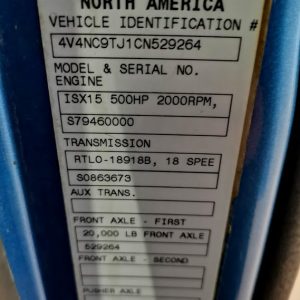 NORTH AMERICA
VEHICLE IDENTIFICATION #
4V4NC9TJ1CN529264
MODEL & SERIAL NO.
ENGINE
ISX15 500HP 2000RPM,
S79460000
TRANSMISSION
RTLO-18918B, 18 SPEE
S0863673
AUX TRANS.
FRONT AXLE - FIRST
20,000 LB FRONT AXLE
529264
FRONT AXLE - SECOND
PUSHER AXLE